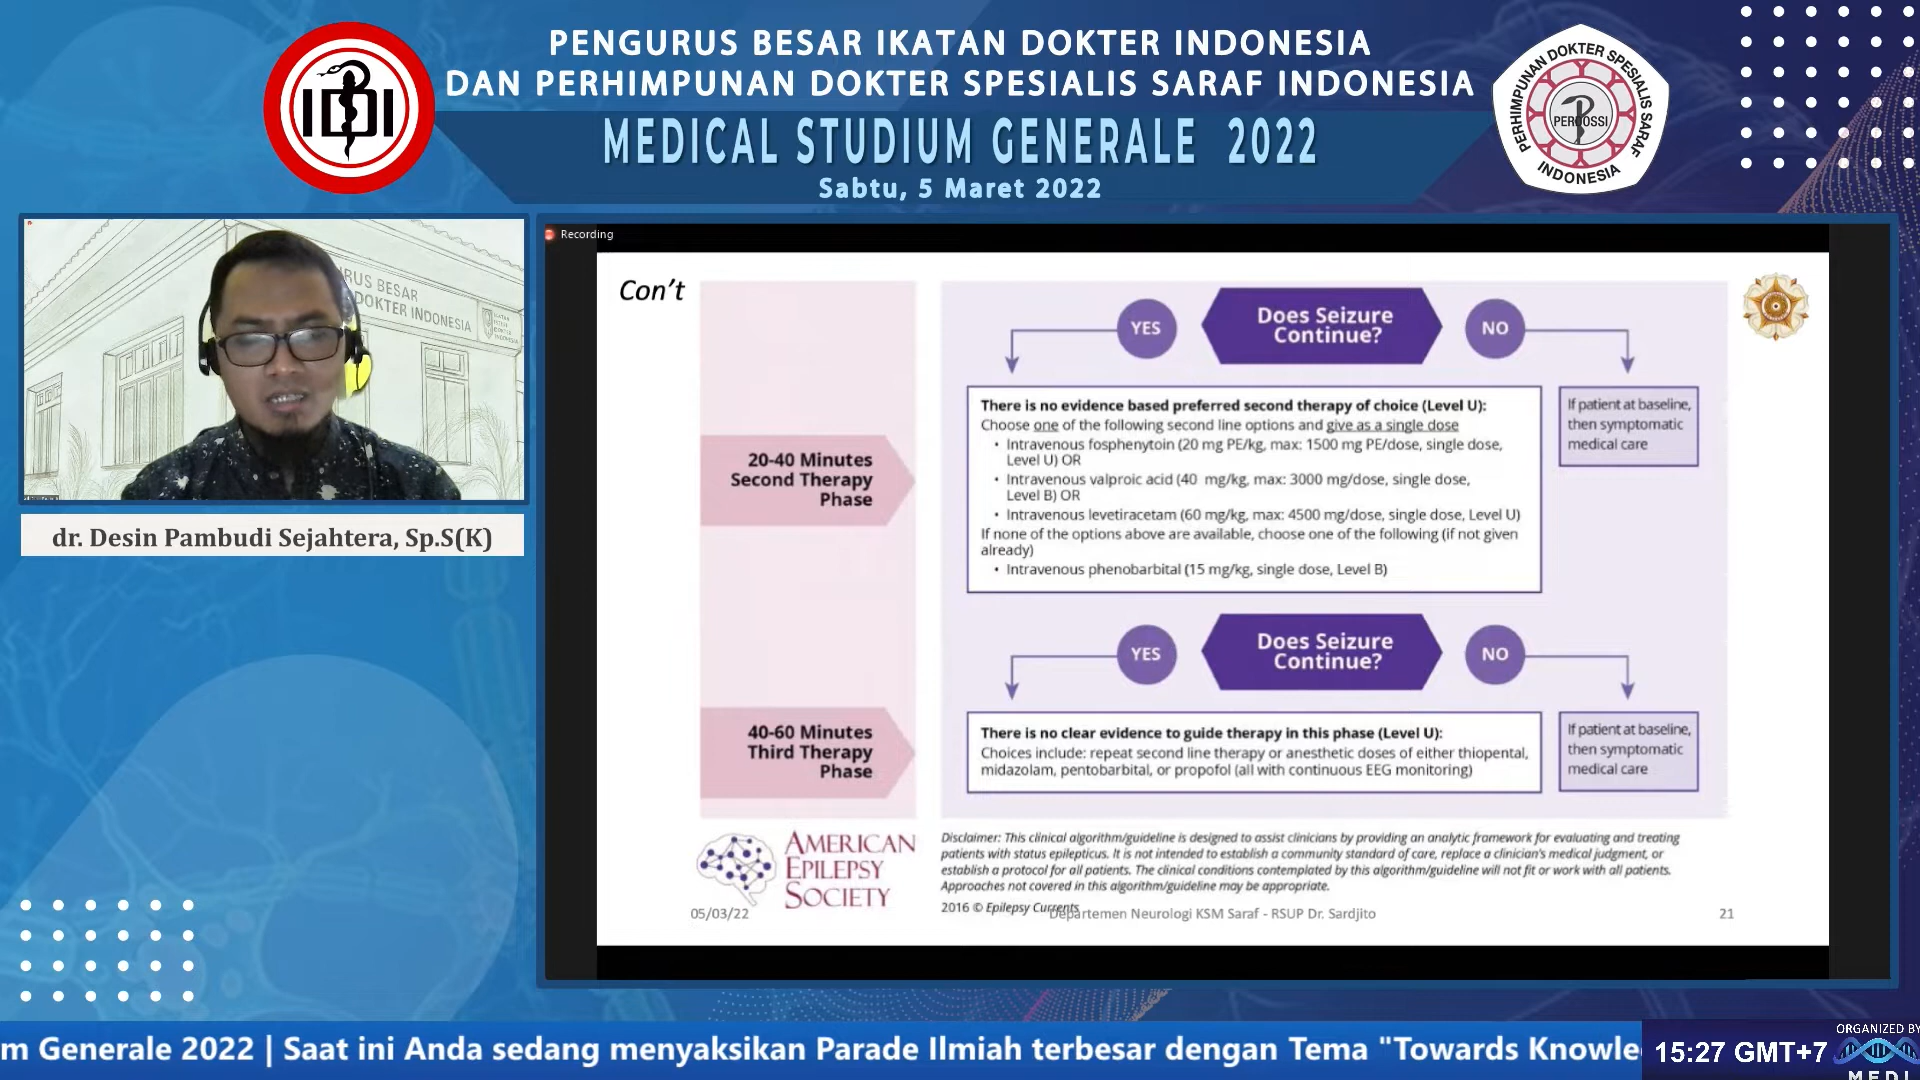 PENGURUS BESAR IKATAN DOKTER INDONESIA
DAN PERHIMPUNAN DOKTER SPESIALIS SARAF INDONESIA
MEDICAL STUDIUM GENERALE 2022
Sabtu, 5 Maret 2022
IDI
PERHIMPUNAN DOKTER SPESIALIS SARAF
PERDOSSI
INDONESIA
RUS BESAR
DOKTER INDONESIA
dr. Desin Pambudi Sejahtera, Sp.S(K)
Recording
Con't
YES
Does Seizure
Continue?
NO
20-40 Minutes
Second Therapy
Phase
There is no evidence based preferred second therapy of choice (Level U):
Choose one of the following second line options and give as a single dose
• Intravenous fosphenytoin (20 mg PE/kg, max: 1500 mg PE/dose, single dose,
Level U) OR
• Intravenous valproic acid (40 mg/kg, max: 3000 mg/dose, single dose,
Level B) OR
• Intravenous levetiracetam (60 mg/kg, max: 4500 mg/dose, single dose, Level U)
If none of the options above are available, choose one of the following (if not given
already)
• Intravenous phenobarbital (15 mg/kg, single dose, Level B)
If patient at baseline,
then symptomatic
medical care
YES
Does Seizure
Continue?
NO
40-60 Minutes
Third Therapy
Phase
There is no clear evidence to guide therapy in this phase (Level U):
Choices include: repeat second line therapy or anesthetic doses of either thiopental,
midazolam, pentobarbital, or propofol (all with continuous EEG monitoring)
If patient at baseline,
then symptomatic
medical care
AMERICAN
EPILEPSY
SOCIETY
Disclaimer: This clinical algorithm/guideline is designed to assist clinicians by providing an analytic framework for evaluating and treating
patients with status epilepticus. It is not intended to establish a community standard of care, replace a clinician's medical judgment, or
establish a protocol for all patients. The clinical conditions contemplated by this algorithm/guideline will not fit or work with all patients.
Approaches not covered in this algorithm/guideline may be appropriate.
2016 © Epilepsy Currents
05/03/22
Departemen Neurologi KSM Saraf - RSUP Dr. Sardjito
21
m Generale 2022 | Saat ini Anda sedang menyaksikan Parade Ilmiah terbesar dengan Tema "Towards Knowle
15:27 GMT+7
ORGANIZED BY
MEDI